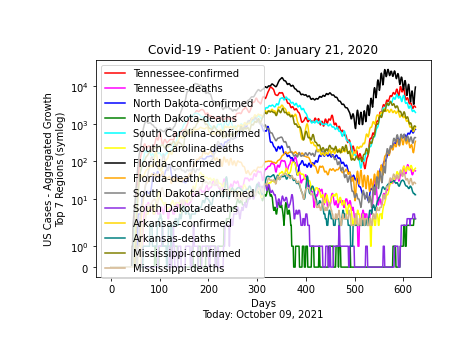 Covid-19 - Patient 0: January 21, 2020
US Cases - Aggregated Growth
Top 7 Regions (symlog)
10⁴
10³
10²
10¹
10⁰
0
Tennessee-confirmed
Tennessee-deaths
North Dakota-confirmed
North Dakota-deaths
South Carolina-confirmed
South Carolina-deaths
Florida-confirmed
Florida-deaths
South Dakota-confirmed
South Dakota-deaths
Arkansas-confirmed
Arkansas-deaths
Mississippi-confirmed
Mississippi-deaths
0 100 200 300 400 500 600
Days
Today: October 09, 2021